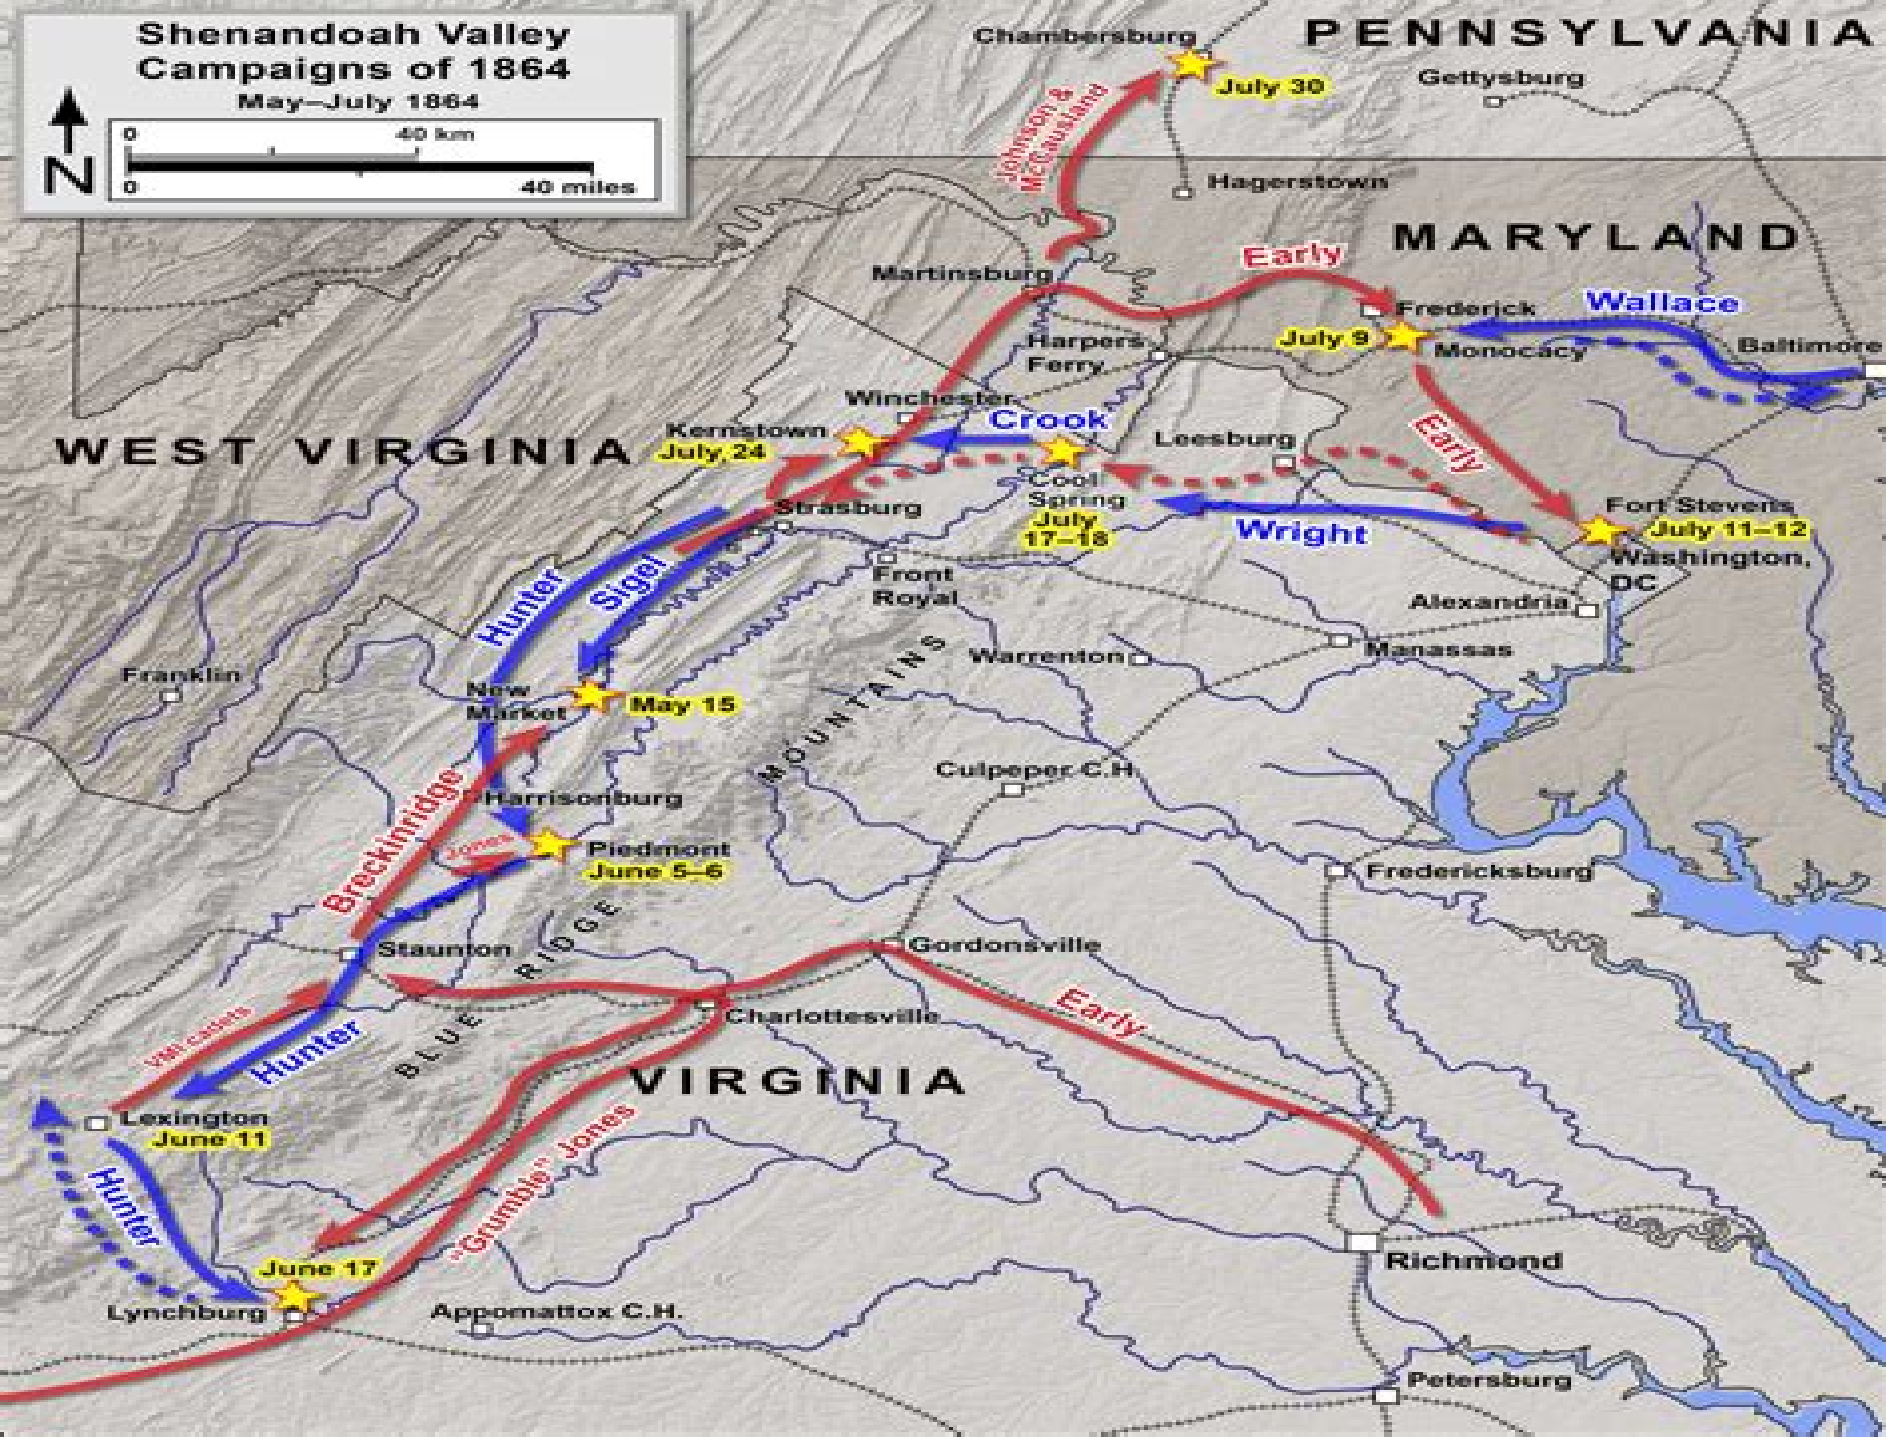 Shenandoah Valley
Campaigns of 1864
May–July 1864
0 40 km
0 40 miles
N
Chambersburg
July 30
PENNSYLVANIA
Gettysburg
Johnson &
McCausland
Hagerstown
MARYLAND
Martinsburg
Early
Frederick
Wallace
July 9
Monocacy
Baltimore
Harpers
Ferry
Winchester
Crook
Kernstown
July 24
WEST VIRGINIA
Leesburg
Early
Cool
Spring
July
17–18
Strasburg
Wright
Fort Stevens
July 11–12
Washington,
DC
Hunter
Sigel
Front
Royal
Alexandria
Warrenton
Manassas
Franklin
New
Market
May 15
MOUNTAINS
Culpeper C.H.
Breckinridge
Harrisonburg
Jones
Piedmont
June 5–6
Fredericksburg
Staunton
RIDGE
Gordonsville
VMI cadets
Hunter
BLUE
Charlottesville
Early
VIRGINIA
Lexington
June 11
Hunter
"Grumble" Jones
June 17
Lynchburg
Appomattox C.H.
Richmond
Petersburg